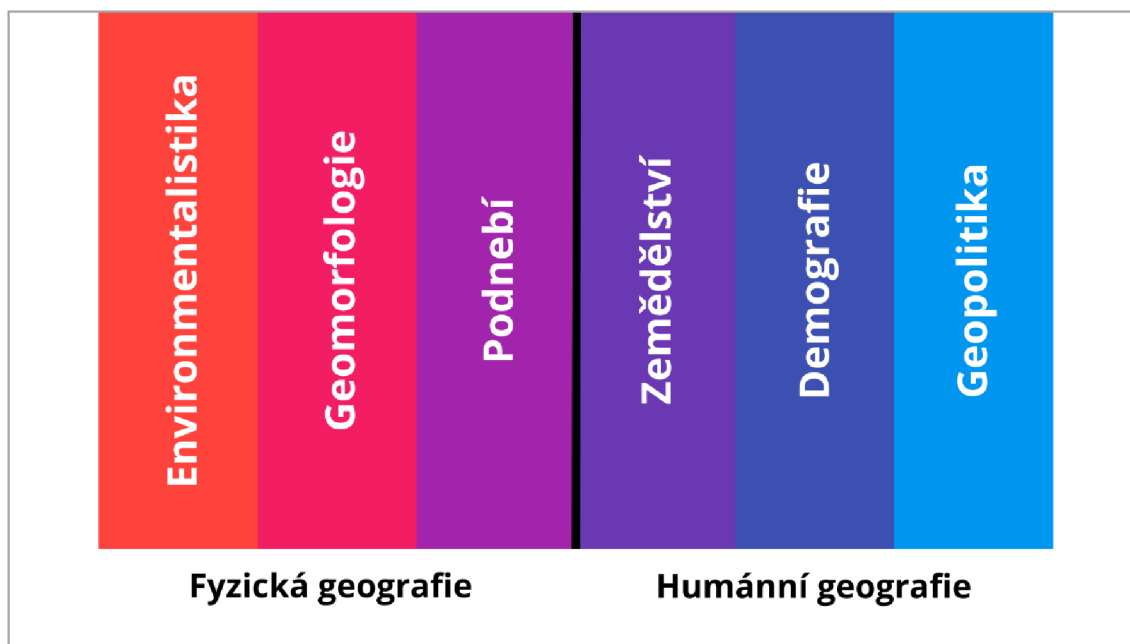 Environmentalistika
Geomorfologie
Podnebí
Zemědělství
Demografie
Geopolitika
Fyzická geografie
Humánní geografie